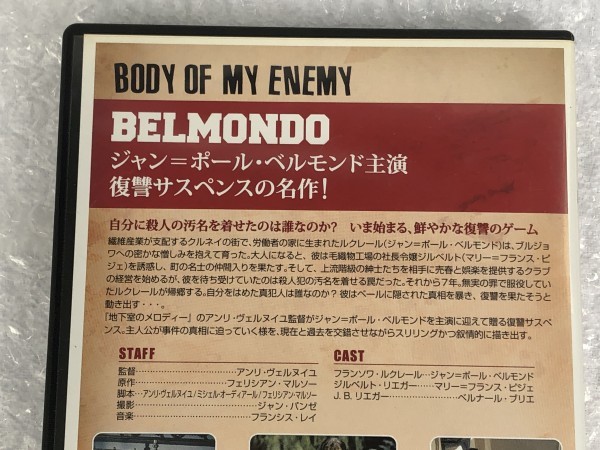 BODY OF MY ENEMY
BELMONDO
ジャン＝ポール・ベルモンド主演
復讐サスペンスの名作！
自分に殺人の汚名を着せたのは誰なのか？ いま始まる、鮮やかな復讐のゲーム
繊維産業が支配するクルネイの街で、労働者の家に生まれたルクレール（ジャン＝ポール・ベルモンド）は、ブルジョ
ワへの密かな憎しみを抱えて育った。大人になると、彼は毛織物工場の社長令嬢ジルベルト（マリー＝フランス・ピ
ジェ）を誘惑し、町の名士の仲間入りを果たす。そして、上流階級の紳士たちを相手に売春と娯楽を提供するクラブ
の経営を始めるが、彼を待ち受けていたのは殺人犯の汚名を着せる罠だった。それから7年。無実の罪で服役してい
たルクレールが帰郷する。自分をはめた真犯人は誰なのか？ 彼はベールに隠された真相を暴き、復讐を果たそうと
動き出す・・・。
「地下室のメロディー」のアンリ・ヴェルヌイユ監督がジャン＝ポール・ベルモンドを主演に迎えて贈る復讐サスペ
ンス。主人公が事件の真相に迫っていく様を、現在と過去を交錯させながらスリリングかつ叙情的に描き出す。
STAFF
監督……………………アンリ・ヴェルヌイユ
原作……………………フェリシアン・マルソー
脚本…アンリ・ヴェルヌイユ/ミシェル・オーディアール/フェリシアン・マルソー
撮影……………………ジャン・パンゼ
音楽……………………フランシス・レイ
CAST
フランソワ・ルクレール…ジャン＝ポール・ベルモンド
ジルベルト・リエガー……マリー＝フランス・ピジェ
J.B.リエガー……………ベルナール・ブリエ